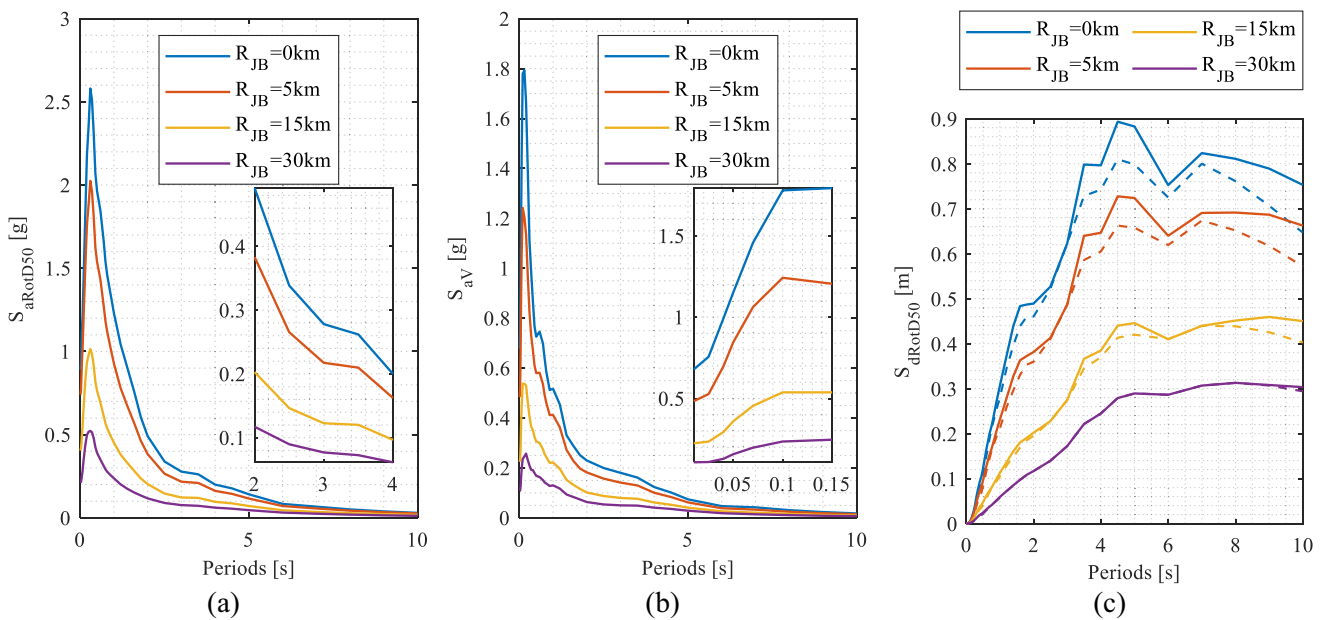 3
2.5
2
1.5
1
0.5
0
S_aRotD50 [g]
R_JB=0km
R_JB=5km
R_JB=15km
R_JB=30km
0.4
0.3
0.2
0.1
2 3 4
0 5 10
Periods [s]
(a)
2
1.8
1.6
1.4
1.2
1
0.8
0.6
0.4
0.2
0
S_aV [g]
R_JB=0km
R_JB=5km
R_JB=15km
R_JB=30km
1.5
1
0.5
0.05 0.1 0.15
0 5 10
Periods [s]
(b)
R_JB=0km R_JB=15km
R_JB=5km R_JB=30km
0.9
0.8
0.7
0.6
0.5
0.4
0.3
0.2
0.1
0
S_dRotD50 [m]
0 2 4 6 8 10
Periods [s]
(c)